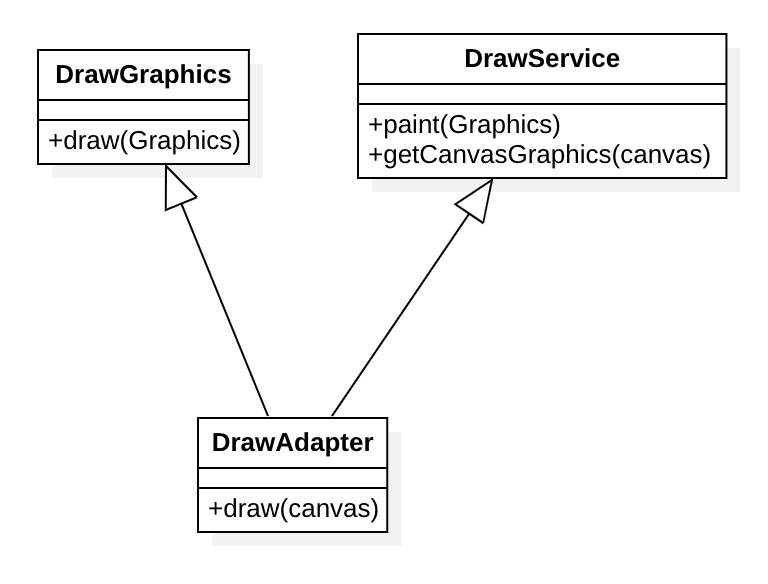 DrawGraphics
+draw(Graphics)
DrawService
+paint(Graphics)
+getCanvasGraphics(canvas)
DrawAdapter
+draw(canvas)